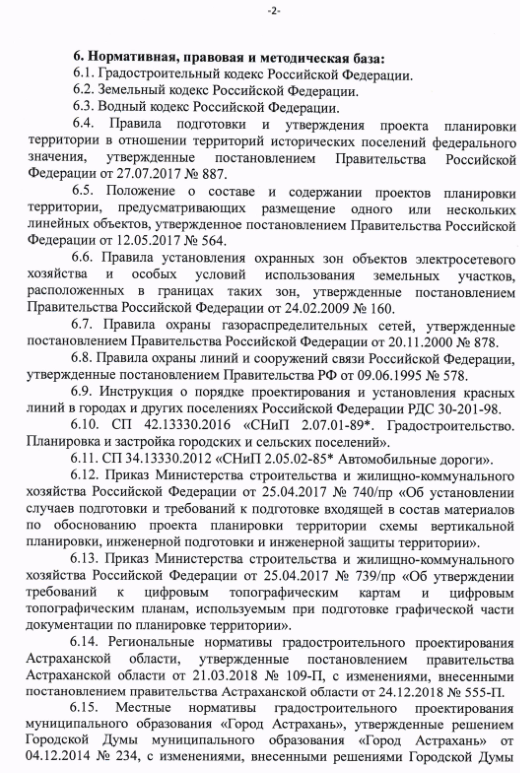 -2-
6. Нормативная, правовая и методическая база:
6.1. Градостроительный кодекс Российской Федерации.
6.2. Земельный кодекс Российской Федерации.
6.3. Водный кодекс Российской Федерации.
6.4. Правила подготовки и утверждения проекта планировки
территории в отношении территорий исторических поселений федерального
значения, утвержденные постановлением Правительства Российской
Федерации от 27.07.2017 № 887.
6.5. Положение о составе и содержании проектов планировки
территории, предусматривающих размещение одного или нескольких
линейных объектов, утвержденное постановлением Правительства Российской
Федерации от 12.05.2017 № 564.
6.6. Правила установления охранных зон объектов электросетевого
хозяйства и особых условий использования земельных участков,
расположенных в границах таких зон, утвержденные постановлением
Правительства Российской Федерации от 24.02.2009 № 160.
6.7. Правила охраны газораспределительных сетей, утвержденные
постановлением Правительства Российской Федерации от 20.11.2000 № 878.
6.8. Правила охраны линий и сооружений связи Российской Федерации,
утвержденные постановлением Правительства РФ от 09.06.1995 № 578.
6.9. Инструкция о порядке проектирования и установления красных
линий в городах и других поселениях Российской Федерации РДС 30-201-98.
6.10. СП 42.13330.2016 «СНиП 2.07.01-89*. Градостроительство.
Планировка и застройка городских и сельских поселений».
6.11. СП 34.13330.2012 «СНиП 2.05.02-85* Автомобильные дороги».
6.12. Приказ Министерства строительства и жилищно-коммунального
хозяйства Российской Федерации от 25.04.2017 № 740/пр «Об установлении
случаев подготовки и требований к подготовке входящей в состав материалов
по обоснованию проекта планировки территории схемы вертикальной
планировки, инженерной подготовки и инженерной защиты территории».
6.13. Приказ Министерства строительства и жилищно-коммунального
хозяйства Российской Федерации от 25.04.2017 № 739/пр «Об утверждении
требований к цифровым топографическим картам и цифровым
топографическим планам, используемым при подготовке графической части
документации по планировке территории».
6.14. Региональные нормативы градостроительного проектирования
Астраханской области, утвержденные постановлением правительства
Астраханской области от 21.03.2018 № 109-П, с изменениями, внесенными
постановлением правительства Астраханской области от 24.12.2018 № 555-П.
6.15. Местные нормативы градостроительного проектирования
муниципального образования «Город Астрахань», утвержденные решением
Городской Думы муниципального образования «Город Астрахань» от
04.12.2014 № 234, с изменениями, внесенными решениями Городской Думы